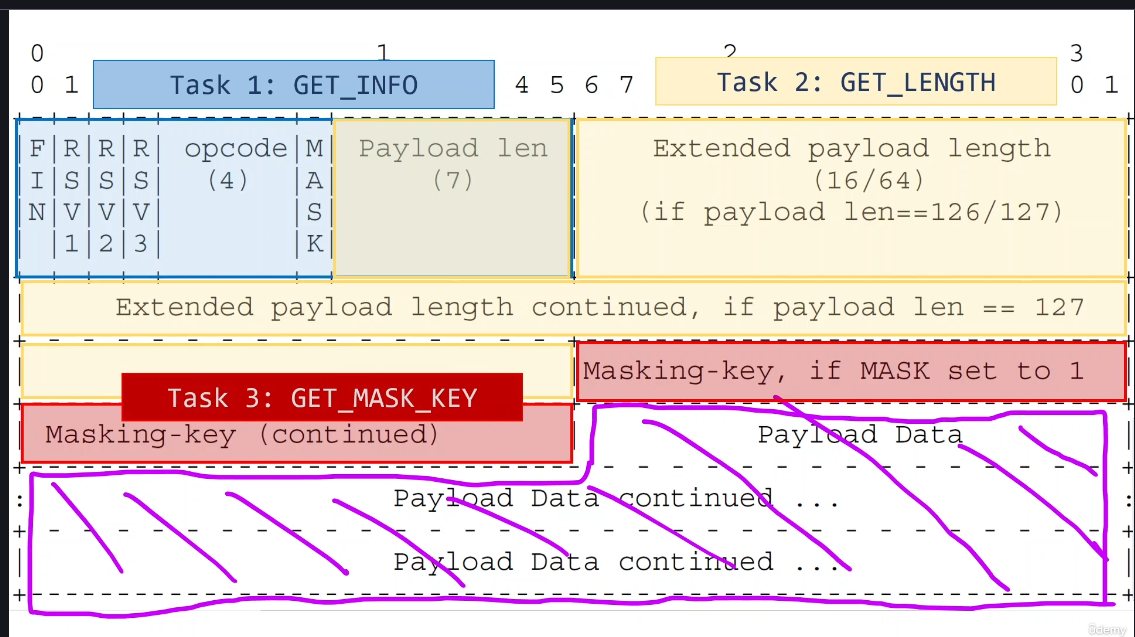 0 1 2 3
0 1 Task 1: GET_INFO 4 5 6 7 Task 2: GET_LENGTH 0 1
|F|R|R|R| opcode|M| Payload len | Extended payload length |
|I|S|S|S| (4) |A| (7) | (16/64) |
|N|V|V|V| |S| | (if payload len==126/127) |
| |1|2|3| |K| | |
Extended payload length continued, if payload len == 127
Masking-key, if MASK set to 1
Task 3: GET_MASK_KEY
Masking-key (continued) Payload Data
: Payload Data continued ... :
Payload Data continued ...
ûdemy